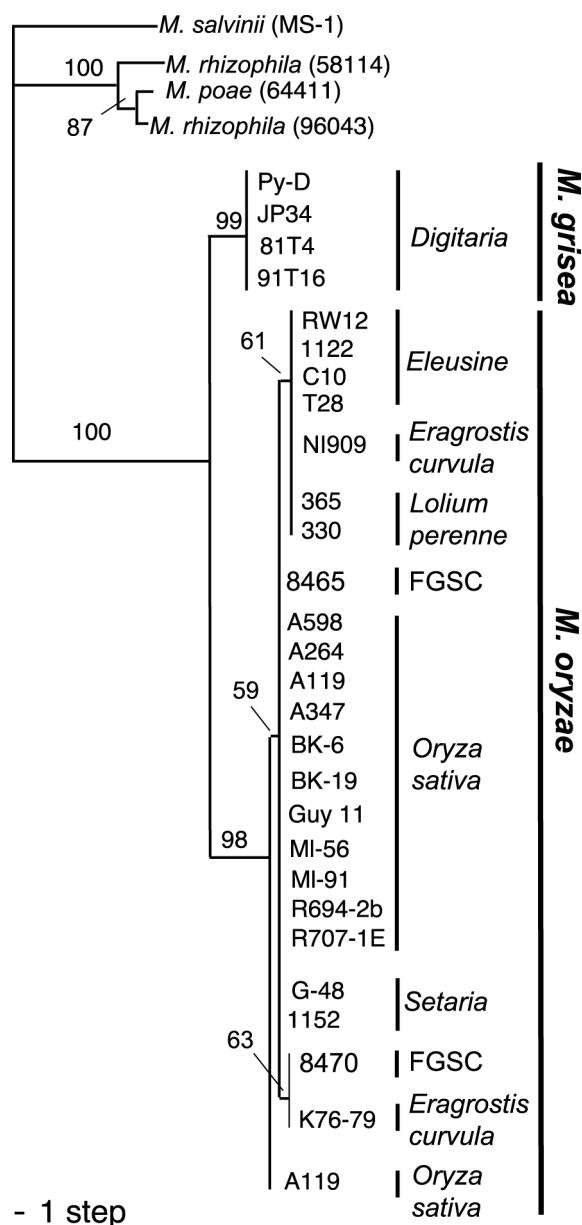 M. salvinii (MS-1)
100
M. rhizophila (58114)
M. poae (64411)
87
M. rhizophila (96043)
M. grisea
Py-D
JP34
99
81T4
Digitaria
91T16
RW12
61
1122
Eleusine
C10
T28
NI909
Eragrostis
curvula
100
365
Lolium
330
perenne
8465
FGSC
M. oryzae
A598
A264
A119
59
A347
BK-6
Oryza
sativa
BK-19
Guy 11
98
MI-56
MI-91
R694-2b
R707-1E
G-48
Setaria
1152
63
8470
FGSC
K76-79
Eragrostis
curvula
A119
Oryza
sativa
- 1 step